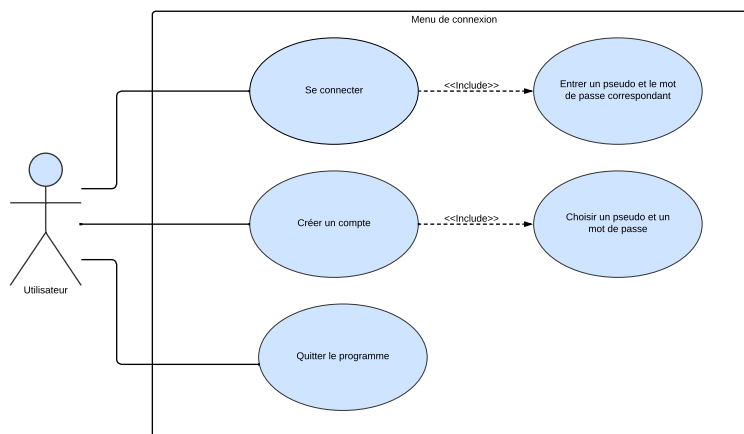 Menu de connexion
Se connecter
<<Include>>
Entrer un pseudo et le mot
de passe correspondant
Créer un compte
<<Include>>
Choisir un pseudo et un
mot de passe
Utilisateur
Quitter le programme